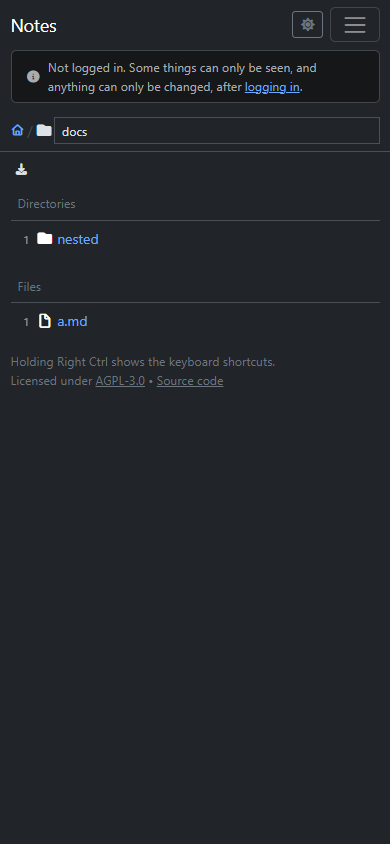 Notes
Not logged in. Some things can only be seen, and
anything can only be changed, after logging in.
/ docs
Directories
1 nested
Files
1 a.md
Holding Right Ctrl shows the keyboard shortcuts.
Licensed under AGPL-3.0 • Source code